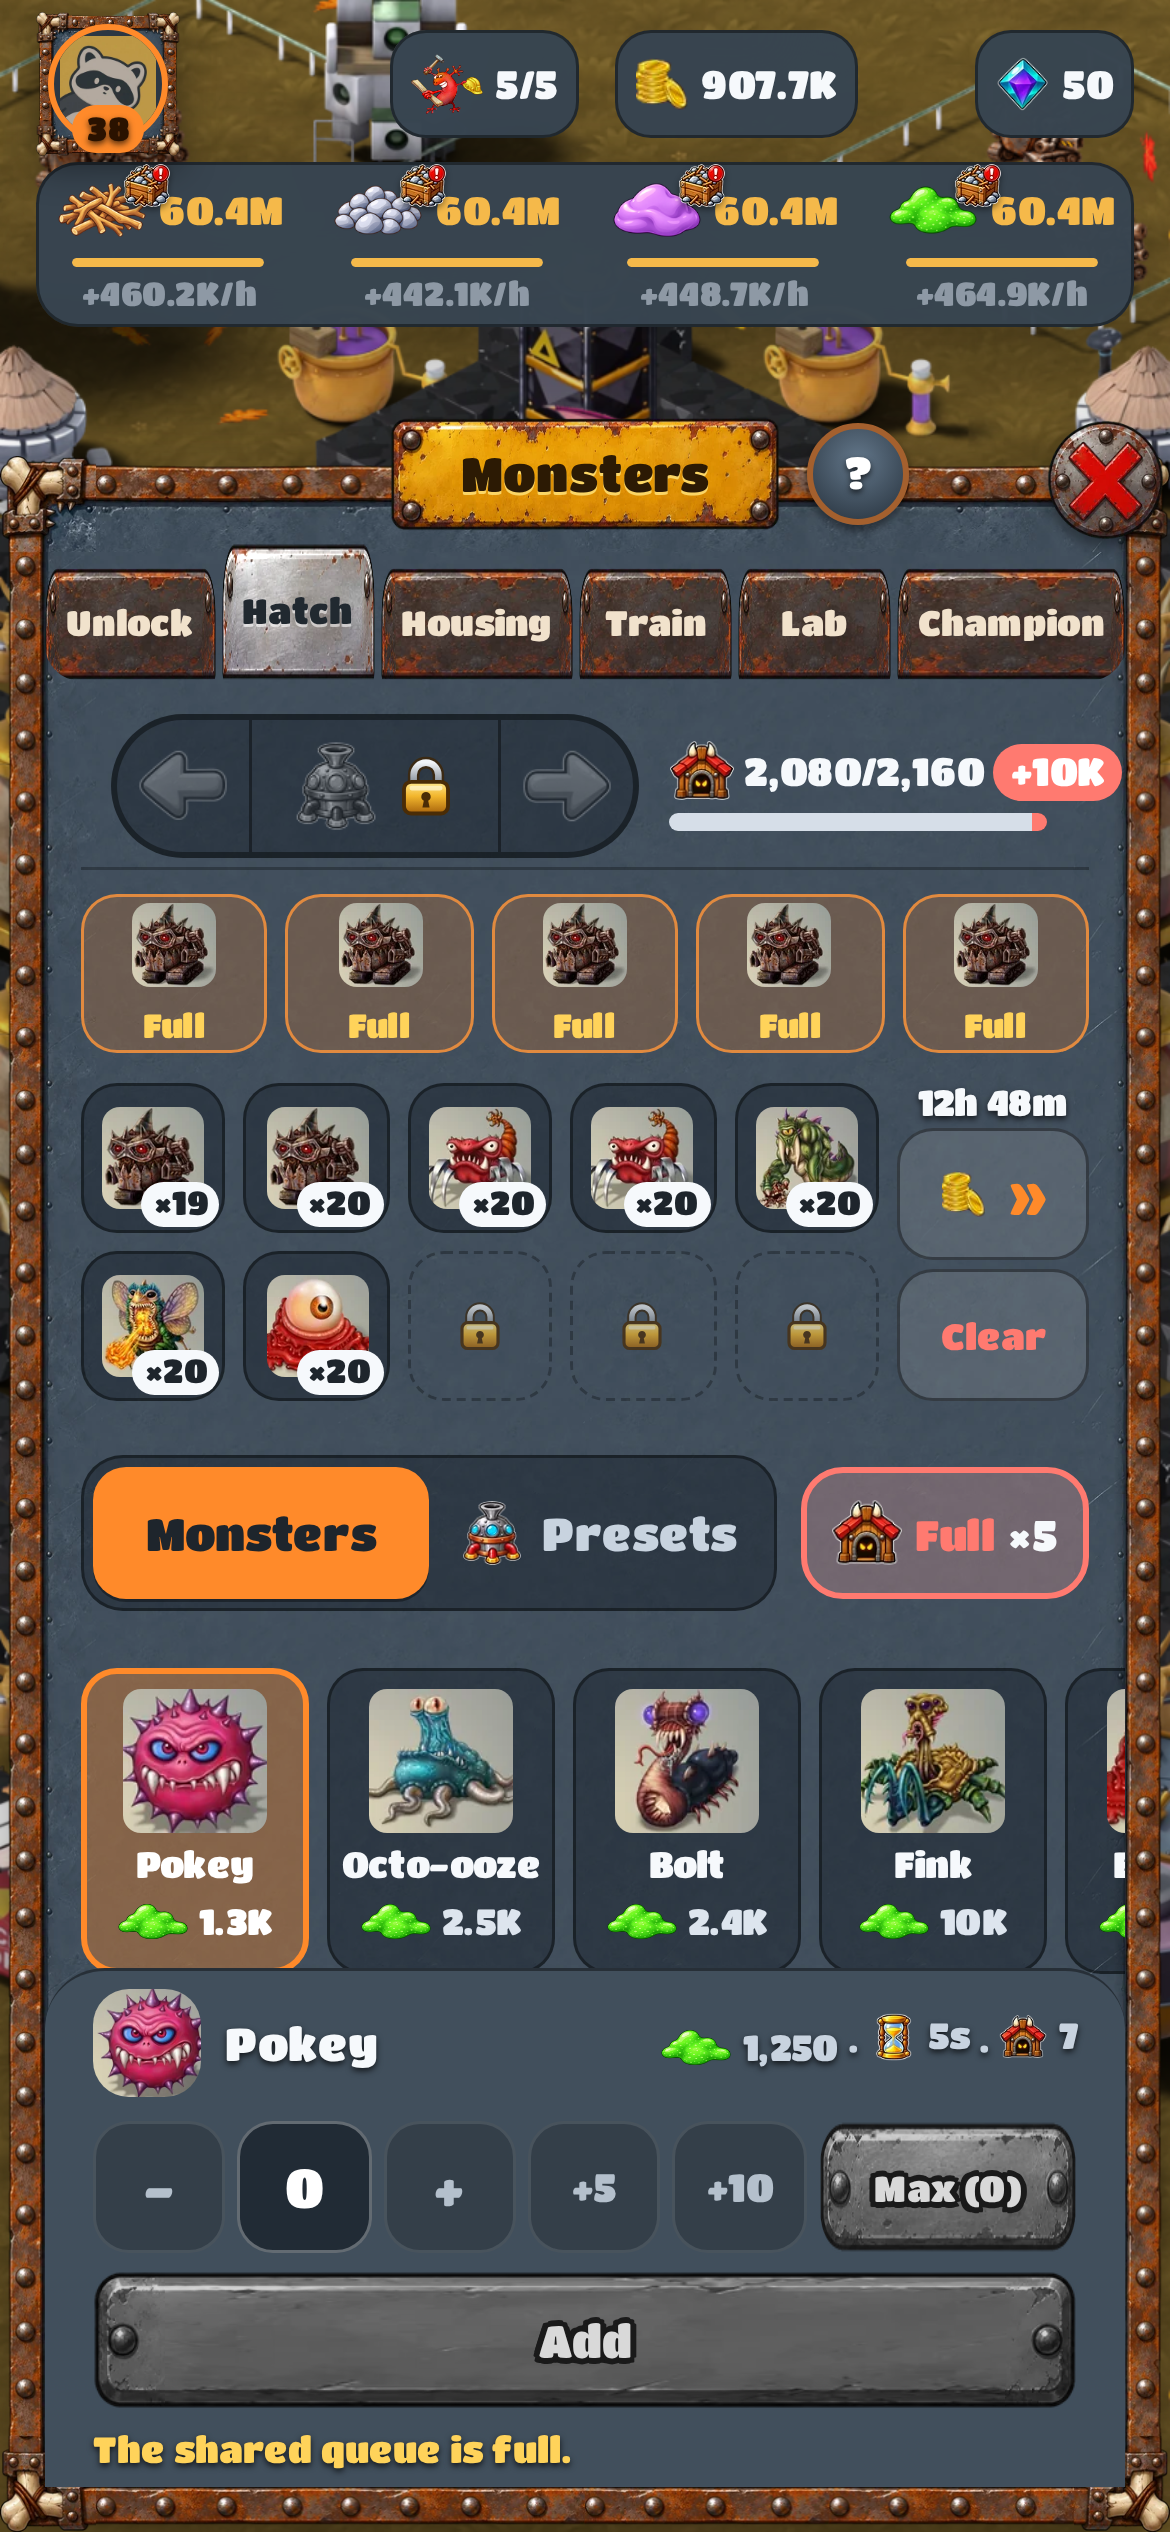 38
5/5
907.7K
50
60.4M
60.4M
60.4M
60.4M
+460.2K/h
+442.1K/h
+448.7K/h
+464.9K/h
Monsters
?
Unlock
Hatch
Housing
Train
Lab
Champion
2,080/2,160
+10K
Full
Full
Full
Full
Full
12h 48m
×19
×20
×20
×20
×20
×20
×20
Clear
Monsters
Presets
Full ×5
Pokey
Octo-ooze
Bolt
Fink
1.3K
2.5K
2.4K
10K
Pokey
1,250 · 5s · 7
-
0
+
+5
+10
Max (0)
Add
The shared queue is full.